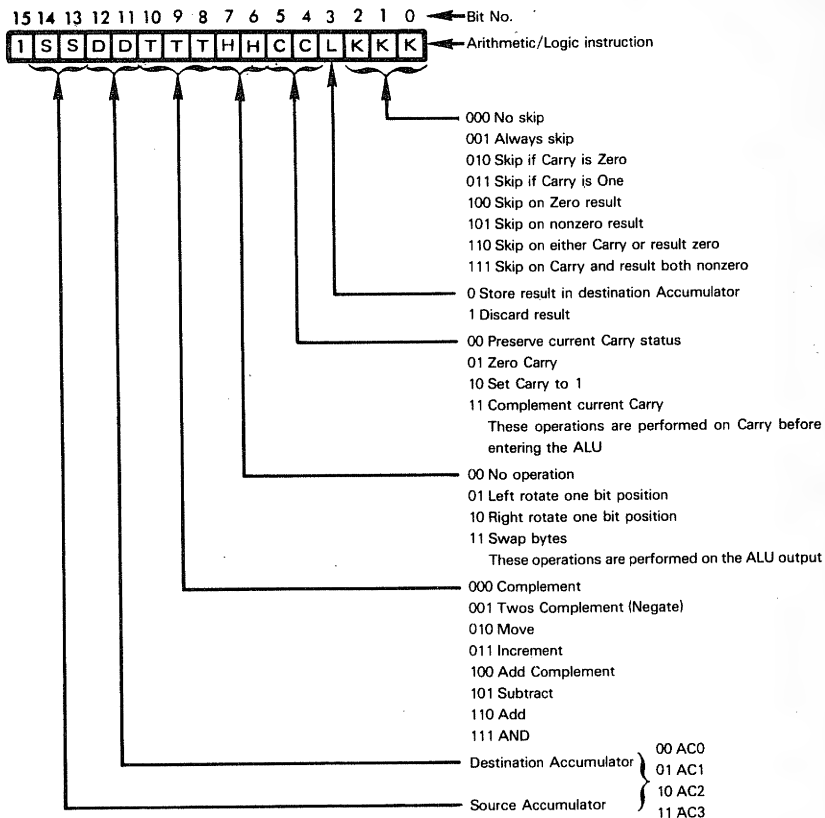 15 14 13 12 11 10 9 8 7 6 5 4 3 2 1 0 Bit No.
1 S S D D T T T H H C C L K K K Arithmetic/Logic instruction
000 No skip
001 Always skip
010 Skip if Carry is Zero
011 Skip if Carry is One
100 Skip on Zero result
101 Skip on nonzero result
110 Skip on either Carry or result zero
111 Skip on Carry and result both nonzero
0 Store result in destination Accumulator
1 Discard result
00 Preserve current Carry status
01 Zero Carry
10 Set Carry to 1
11 Complement current Carry
These operations are performed on Carry before
entering the ALU
00 No operation
01 Left rotate one bit position
10 Right rotate one bit position
11 Swap bytes
These operations are performed on the ALU output
000 Complement
001 Twos Complement (Negate)
010 Move
011 Increment
100 Add Complement
101 Subtract
110 Add
111 AND
Destination Accumulator
Source Accumulator
00 AC0
01 AC1
10 AC2
11 AC3